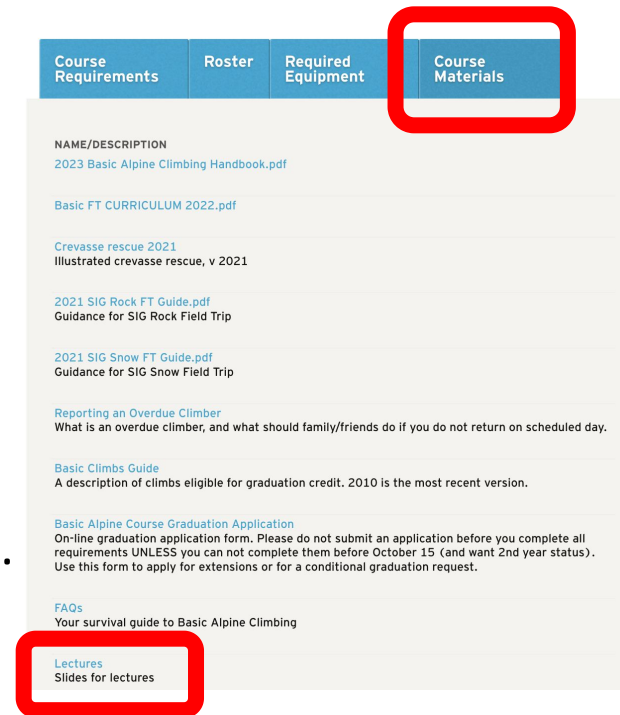 Course Requirements
Roster
Required Equipment
Course Materials
NAME/DESCRIPTION
2023 Basic Alpine Climbing Handbook.pdf
Basic FT CURRICULUM 2022.pdf
Crevasse rescue 2021
Illustrated crevasse rescue, v 2021
2021 SIG Rock FT Guide.pdf
Guidance for SIG Rock Field Trip
2021 SIG Snow FT Guide.pdf
Guidance for SIG Snow Field Trip
Reporting an Overdue Climber
What is an overdue climber, and what should family/friends do if you do not return on scheduled day.
Basic Climbs Guide
A description of climbs eligible for graduation credit. 2010 is the most recent version.
Basic Alpine Course Graduation Application
On-line graduation application form. Please do not submit an application before you complete all
requirements UNLESS you can not complete them before October 15 (and want 2nd year status).
Use this form to apply for extensions or for a conditional graduation request.
FAQs
Your survival guide to Basic Alpine Climbing
Lectures
Slides for lectures